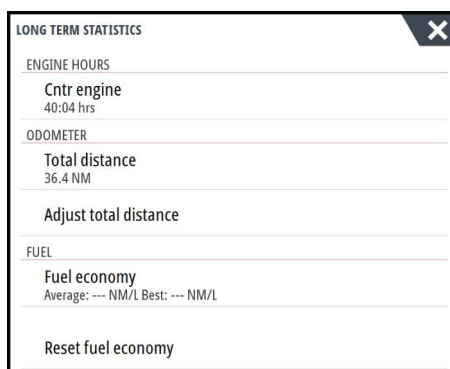 LONG TERM STATISTICS
ENGINE HOURS
Cntr engine
40:04 hrs
ODOMETER
Total distance
36.4 NM
Adjust total distance
FUEL
Fuel economy
Average: --- NM/L Best: --- NM/L
Reset fuel economy